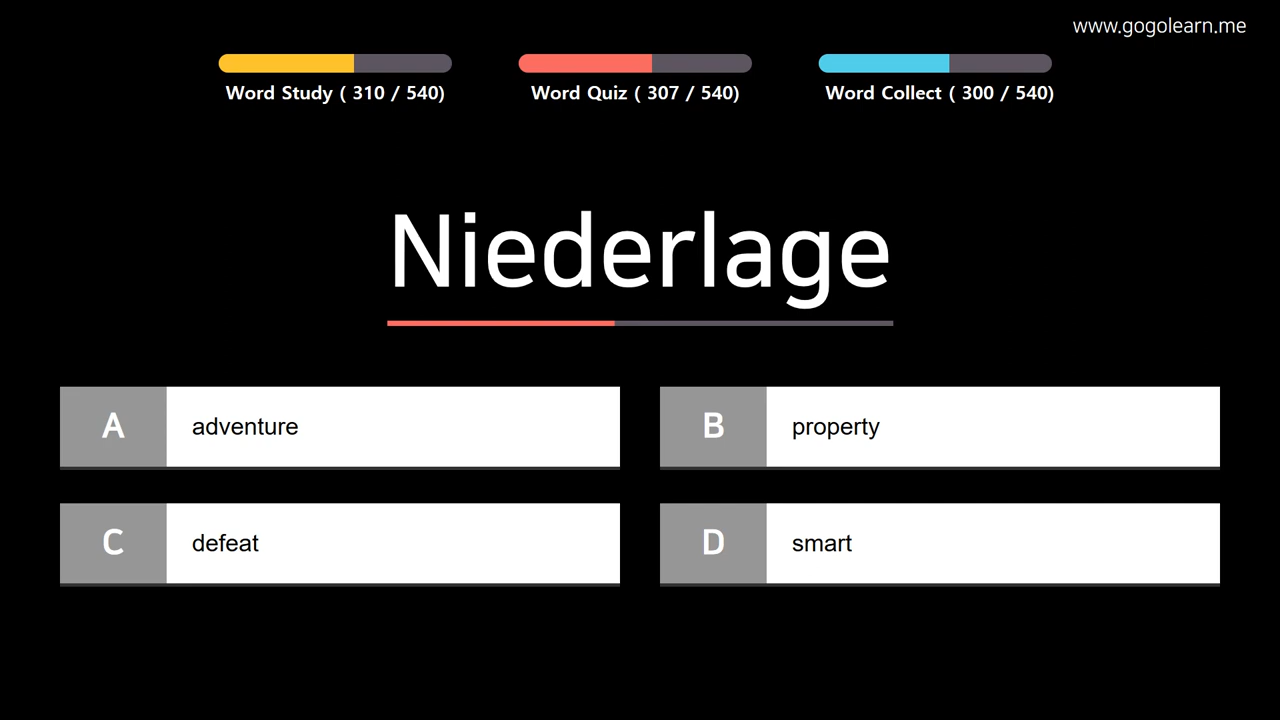 www.gogolearn.me
Word Study ( 310 / 540)
Word Quiz ( 307 / 540)
Word Collect ( 300 / 540)
Niederlage
A adventure
B property
C defeat
D smart